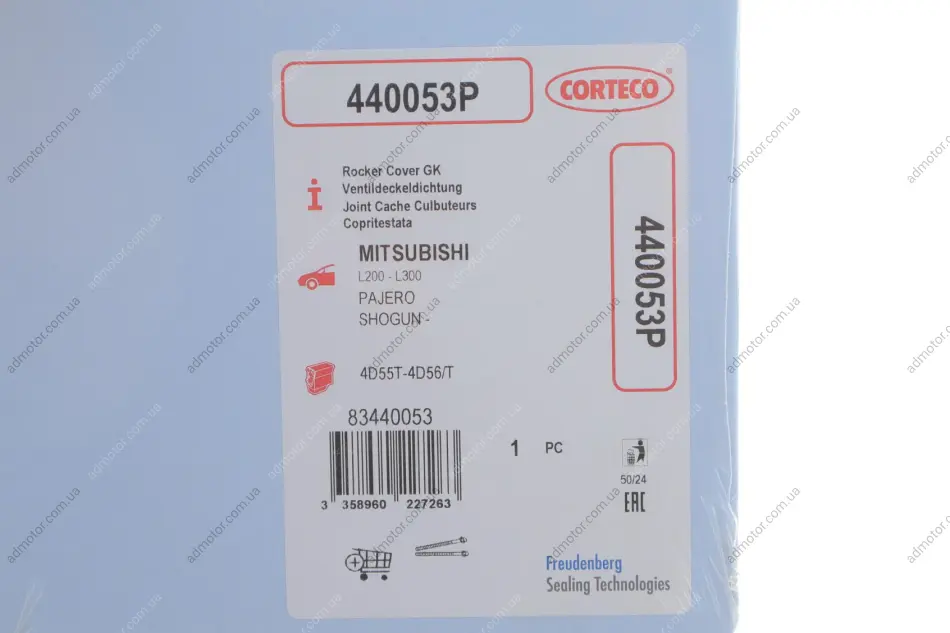 440053P
CORTECO
®
Rocker Cover GK
Ventildeckeldichtung
Joint Cache Culbuteurs
Copritestata
MITSUBISHI
L200 - L300
PAJERO
SHOGUN -
440053P
4D55T-4D56/T
83440053
1 PC
3 358960 227263
50/24
EAC
Freudenberg
Sealing Technologies
admotor.com.ua